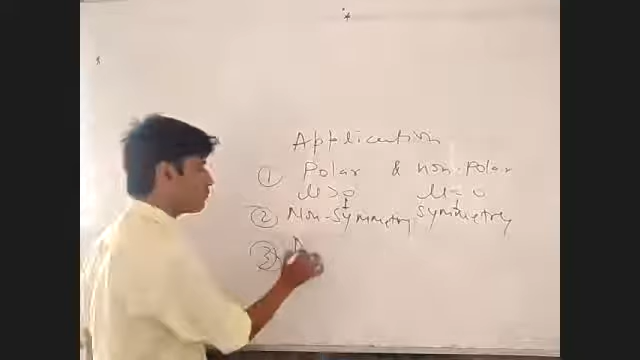 Application
① Polar & non-polar
μ > 0 μ = 0
② Non-Symmetry Symmetry
③